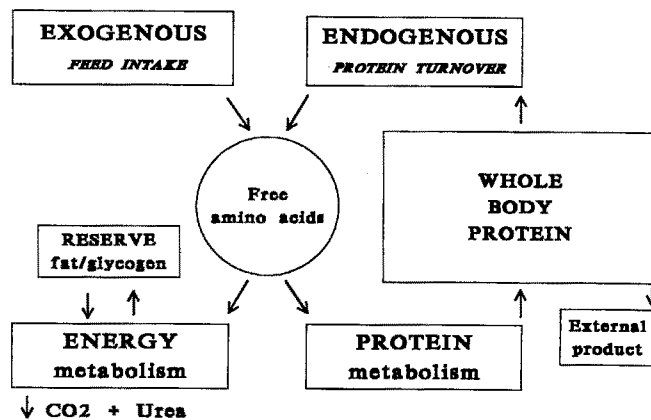 EXOGENOUS
FEED INTAKE
ENDOGENOUS
PROTEIN TURNOVER
Free
amino acids
WHOLE
BODY
PROTEIN
RESERVE
fat/glycogen
ENERGY
metabolism
PROTEIN
metabolism
External
product
CO2 + Urea